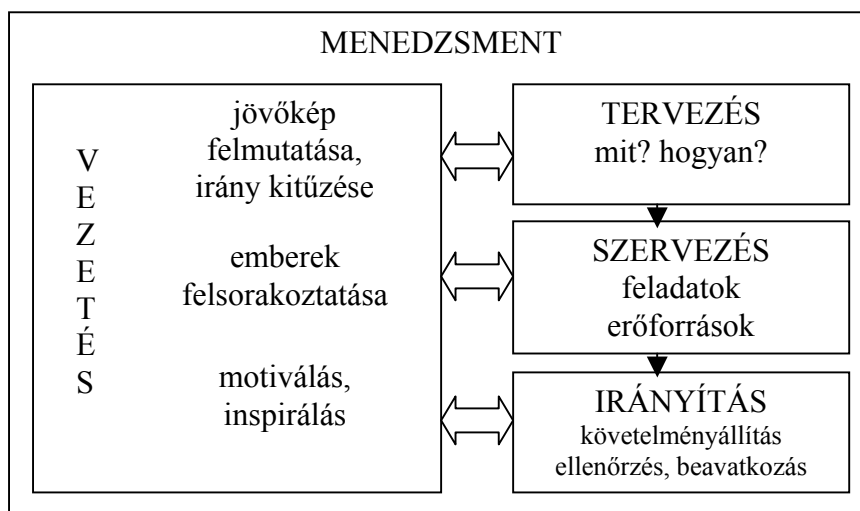 MENEDZSMENT
VEZETÉS
jövőkép
felmutatása,
irány kitűzése
emberek
felsorakoztatása
motiválás,
inspirálás
TERVEZÉS
mit? hogyan?
SZERVEZÉS
feladatok
erőforrások
IRÁNYÍTÁS
követelményállítás
ellenőrzés, beavatkozás